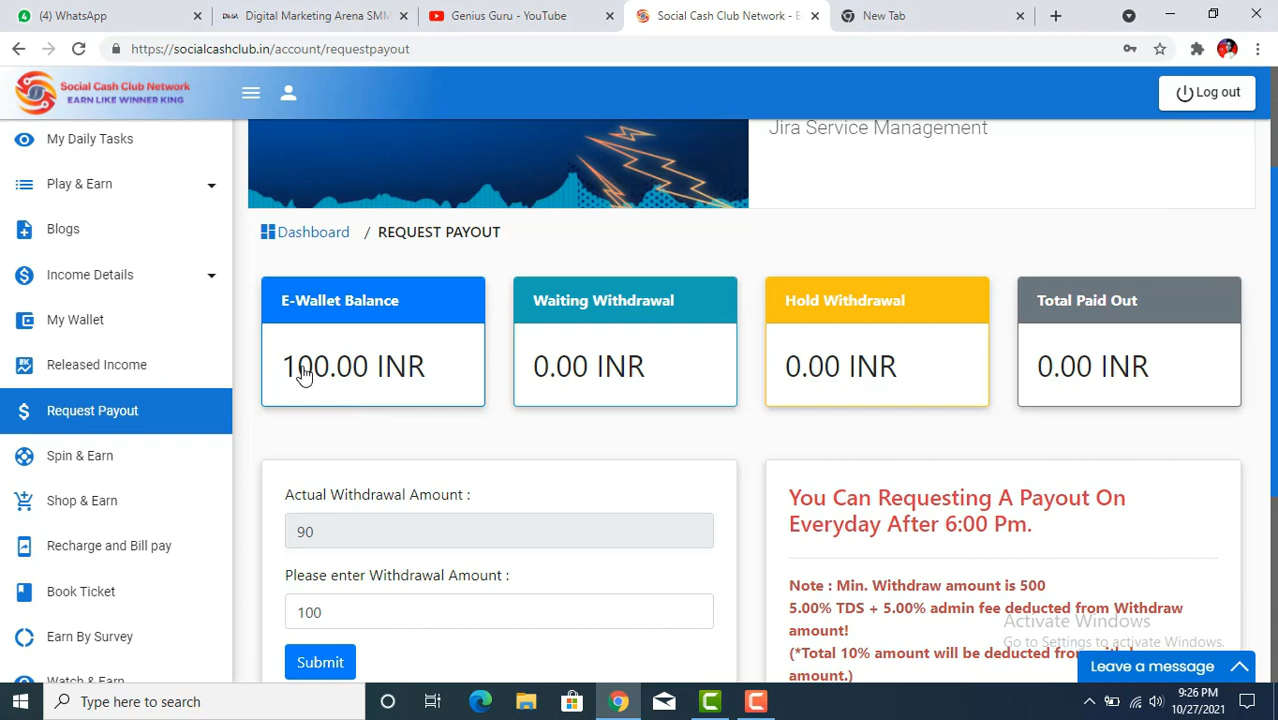 (4) WhatsApp
Digital Marketing Arena SMM
Genius Guru - YouTube
Social Cash Club Network - E
New Tab
https://socialcashclub.in/account/requestpayout
Social Cash Club Network
EARN LIKE WINNER KING
Log out
Jira Service Management
My Daily Tasks
Play & Earn
Blogs
Income Details
My Wallet
Released Income
Request Payout
Spin & Earn
Shop & Earn
Recharge and Bill pay
Book Ticket
Earn By Survey
Watch & Earn
Dashboard / REQUEST PAYOUT
E-Wallet Balance
100.00 INR
Waiting Withdrawal
0.00 INR
Hold Withdrawal
0.00 INR
Total Paid Out
0.00 INR
Actual Withdrawal Amount :
90
Please enter Withdrawal Amount :
100
Submit
You Can Requesting A Payout On
Everyday After 6:00 Pm.
Note : Min. Withdraw amount is 500
5.00% TDS + 5.00% admin fee deducted from Withdraw
amount!
(*Total 10% amount will be deducted from
amount.)
Activate Windows
Go to Settings to activate Windows.
Leave a message
Type here to search
9:26 PM
10/27/2021